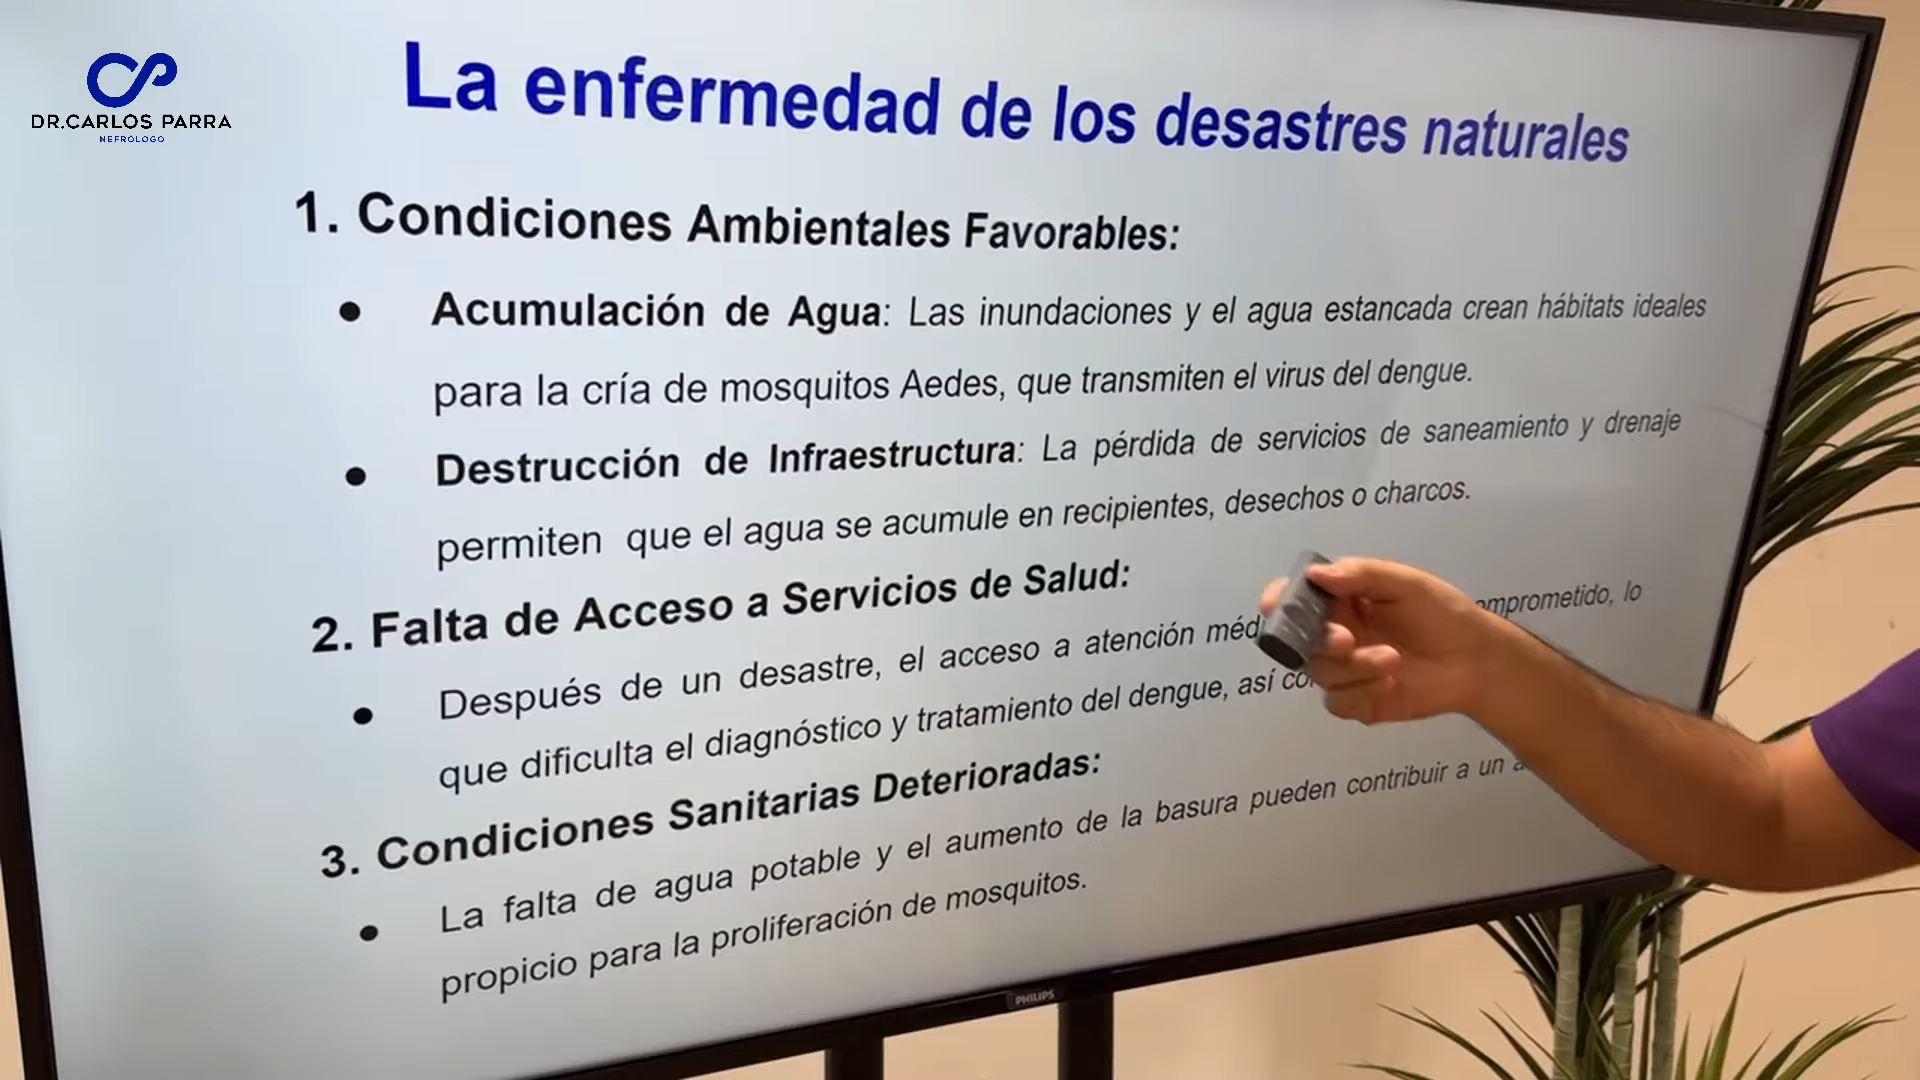 DR.CARLOS PARRA
NEFRÓLOGO
La enfermedad de los desastres naturales
1. Condiciones Ambientales Favorables:
● Acumulación de Agua: Las inundaciones y el agua estancada crean hábitats ideales
para la cría de mosquitos Aedes, que transmiten el virus del dengue.
● Destrucción de Infraestructura: La pérdida de servicios de saneamiento y drenaje
permiten que el agua se acumule en recipientes, desechos o charcos.
2. Falta de Acceso a Servicios de Salud:
● Después de un desastre, el acceso a atención lo
que dificulta el diagnóstico y tratamiento del dengue, así
3. Condiciones Sanitarias Deterioradas:
● La falta de agua potable y el aumento de la basura pueden contribuir a un
propicio para la proliferación de mosquitos.
PHILIPS